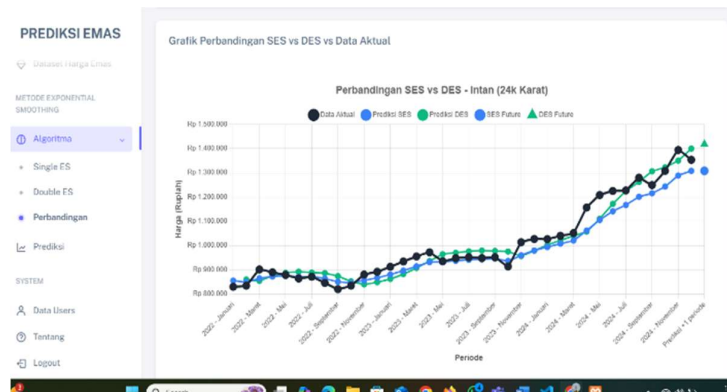 PREDIKSI EMAS
Dataset Harga Emas
METODE EXPONENTIAL
SMOOTHING
Algoritma
Single ES
Double ES
Perbandingan
Prediksi
SYSTEM
Data Users
Tentang
Logout
Grafik Perbandingan SES vs DES vs Data Aktual
Perbandingan SES vs DES - Intan (24k Karat)
Data Aktual Prediksi SES Prediksi DES SES Future DES Future
Harga (Rupiah)
Rp 1.500.000
Rp 1.400.000
Rp 1.300.000
Rp 1.200.000
Rp 1.100.000
Rp 1.000.000
Rp 900.000
Rp 800.000
2022 - Januari
2022 - Maret
2022 - Mei
2022 - Juli
2022 - September
2022 - November
2023 - Januari
2023 - Maret
2023 - Mei
2023 - Juli
2023 - September
2023 - November
2024 - Januari
2024 - Maret
2024 - Mei
2024 - Juli
2024 - September
2024 - November
Prediksi +1 periode
Periode